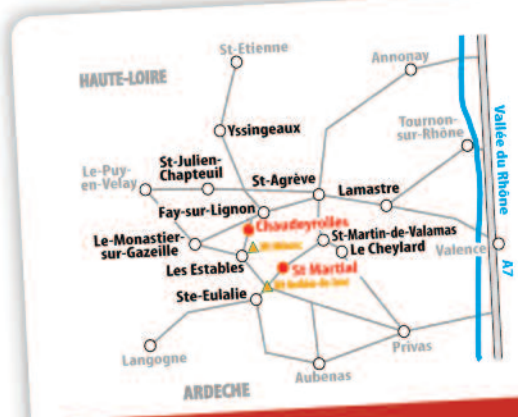 St-Etienne
Annonay
HAUTE-LOIRE
Yssingeaux
Tournon-
sur-Rhône
Vallée du Rhône
St-Julien-
Chapteuil
Le-Puy-
en-Velay
St-Agrève
Lamastre
Fay-sur-Lignon
Chaudeyrolles
Le-Monastier-
sur-Gazeille
St-Martin-de-Valamas
Le Cheylard
Valence
Les Estables
St Martial
A7
Ste-Eulalie
Langogne
Privas
Aubenas
ARDECHE